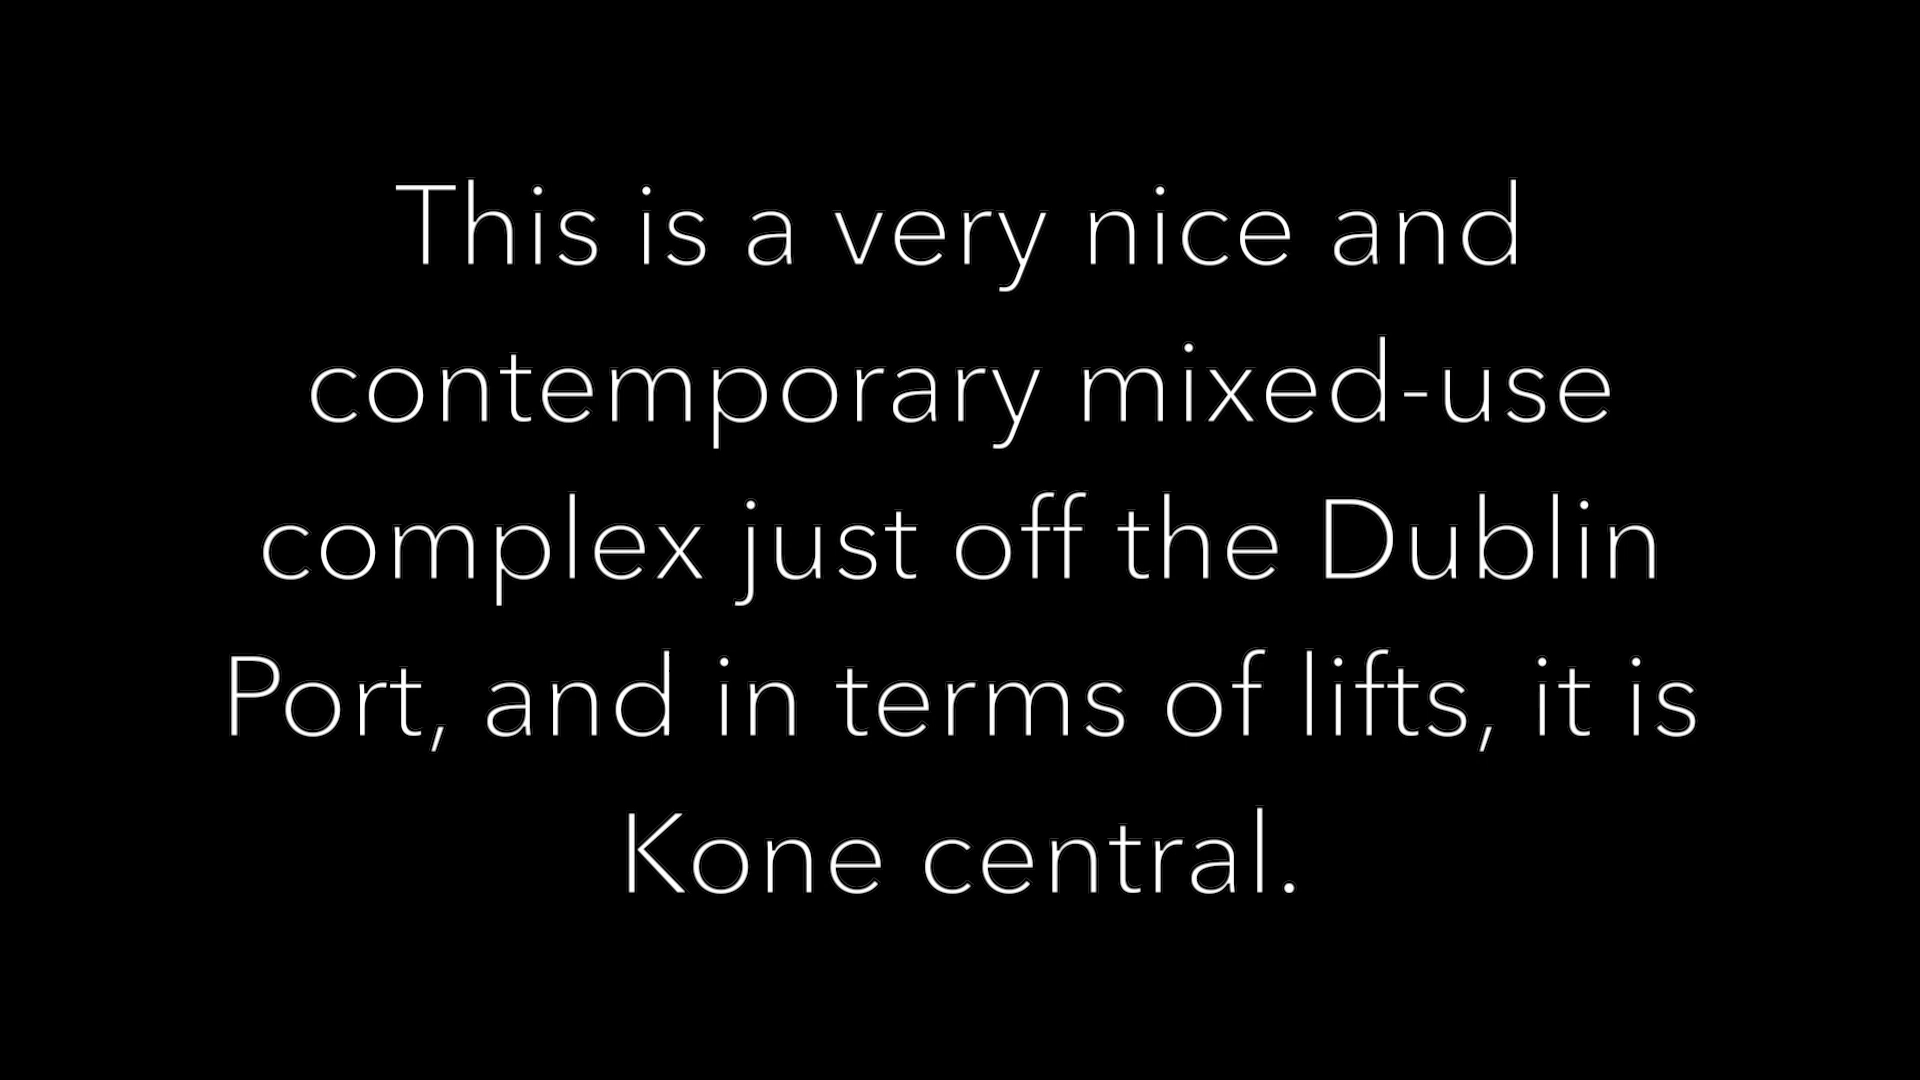 This is a very nice and
contemporary mixed-use
complex just off the Dublin
Port, and in terms of lifts, it is
Kone central.